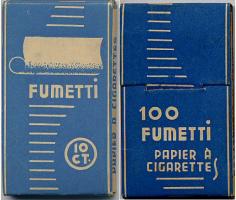 FUMETTi
10
CT.
PAPIER A CIGARETTES
100
FUMETTi
PAPIER À
CIGARETTES